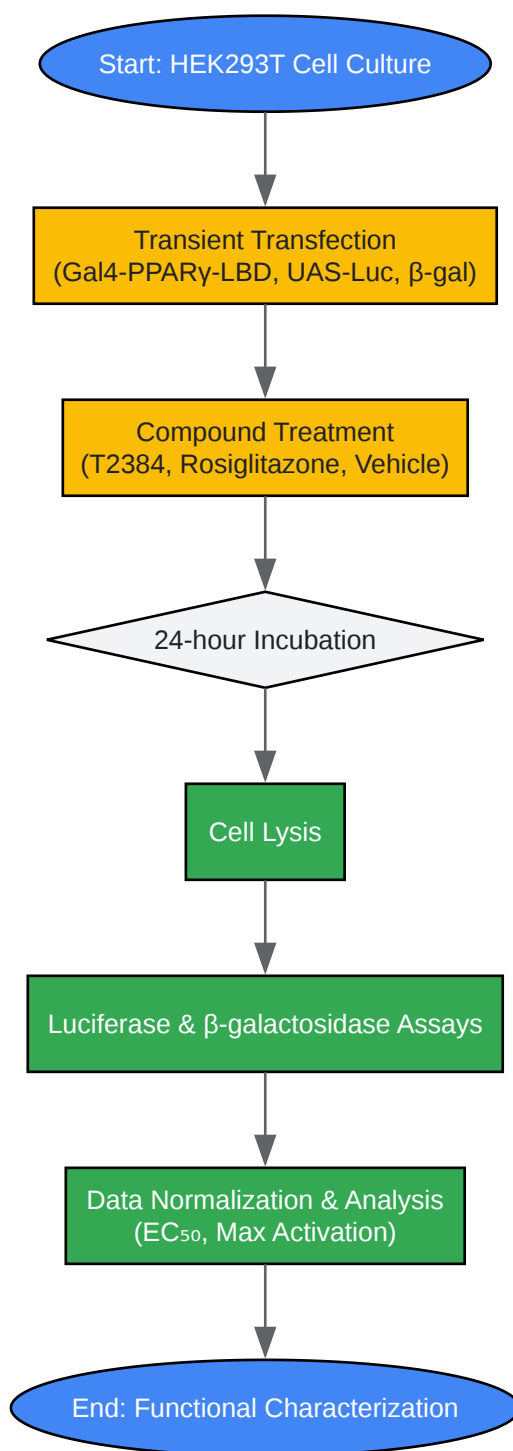 Start: HEK293T Cell Culture
Transient Transfection
(Gal4-PPARγ-LBD, UAS-Luc, β-gal)
Compound Treatment
(T2384, Rosiglitazone, Vehicle)
24-hour Incubation
Cell Lysis
Luciferase & β-galactosidase Assays
Data Normalization & Analysis
(EC₅₀, Max Activation)
End: Functional Characterization